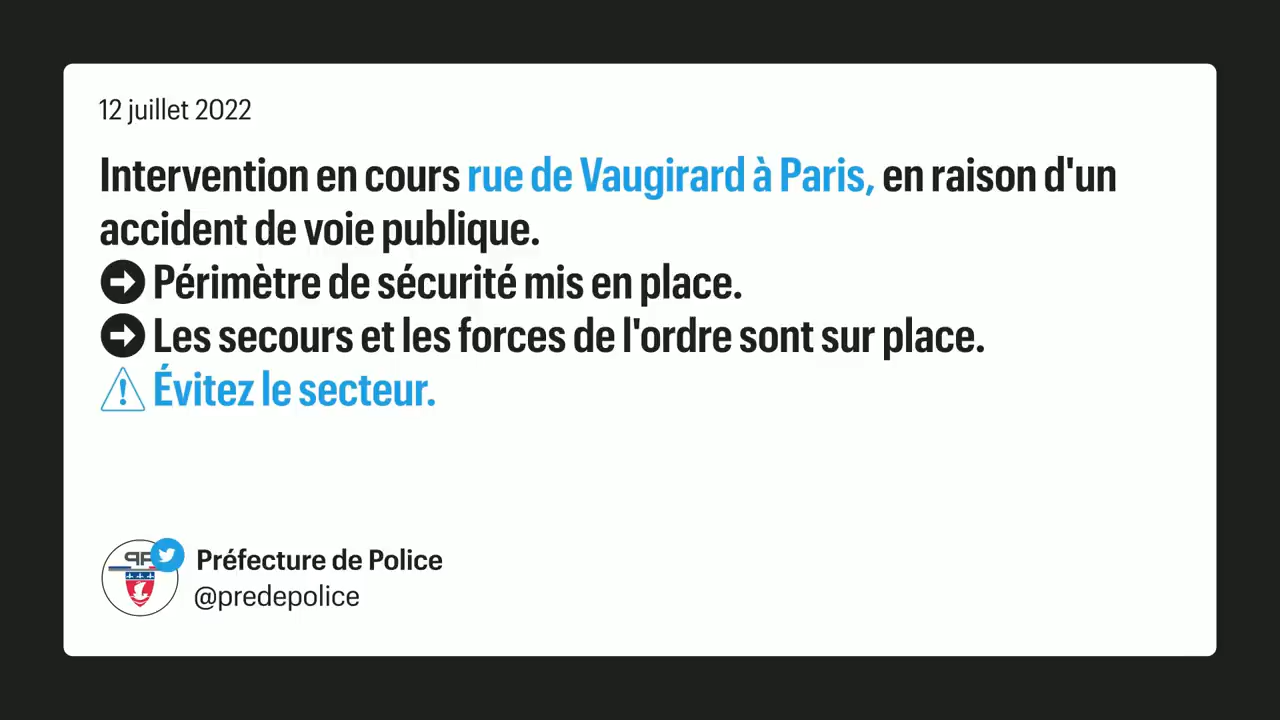 12 juillet 2022
Intervention en cours rue de Vaugirard à Paris, en raison d'un
accident de voie publique.
➡ Périmètre de sécurité mis en place.
➡ Les secours et les forces de l'ordre sont sur place.
⚠ Évitez le secteur.
PP
Préfecture de Police
@predepolice